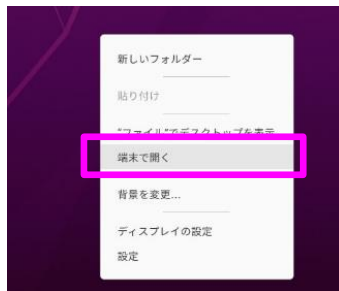 新しいフォルダー
貼り付け
"ファイル"でデスクトップを表示
端末で開く
背景を変更...
ディスプレイの設定
設定